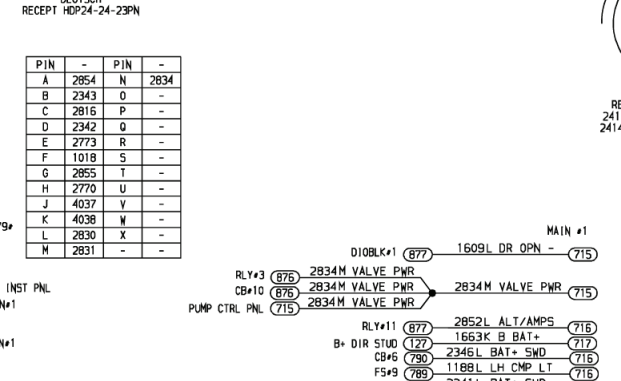 RECEPT HDP24-24-23PN
PIN - PIN -
A 2854 N 2834
B 2343 O -
C 2816 P -
D 2342 Q -
E 2773 R -
F 1018 S -
G 2855 T -
H 2770 U -
J 4037 V -
K 4038 W -
L 2830 X -
M 2831 - -
INST PNL
MAIN #1
DIOBLK#1 877 1609L DR OPN - 715
RLY#3 876 2834M VALVE PWR
CB#10 876 2834M VALVE PWR 2834M VALVE PWR 715
PUMP CTRL PNL 715 2834M VALVE PWR
RLY#11 877 2852L ALT/AMPS 716
B+ DIR STUD 127 1663K B BAT+ 717
CB#6 790 2346L BAT+ SWD 716
FS#9 789 1188L LH CMP LT 716